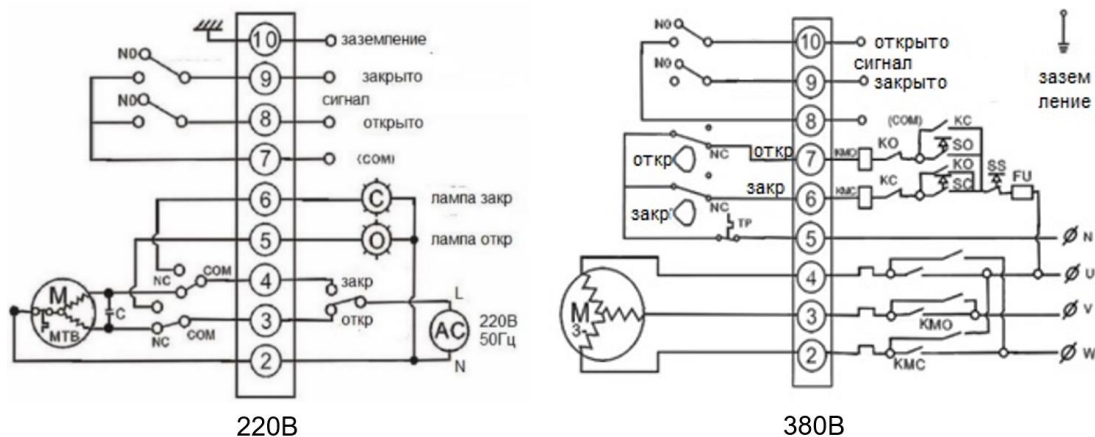 10 заземление
NO 9 закрыто
сигнал
NO 8 открыто
7 (COM)
6 C лампа закр
5 O лампа откр
NC COM 4 закр
L
M C
MTB
NC COM 3 откр
AC 220В
50Гц
2 N
220В
NO 10 открыто
сигнал
NO 9 закрыто
зазем
ление
8 (COM) KC
откр NC откр 7 KMO KO SO
KO SS FU
закр NC закр 6 KMC KC SO
TP
5 N
4 U
M
3
3 V
KMO
2 W
KMC
380В